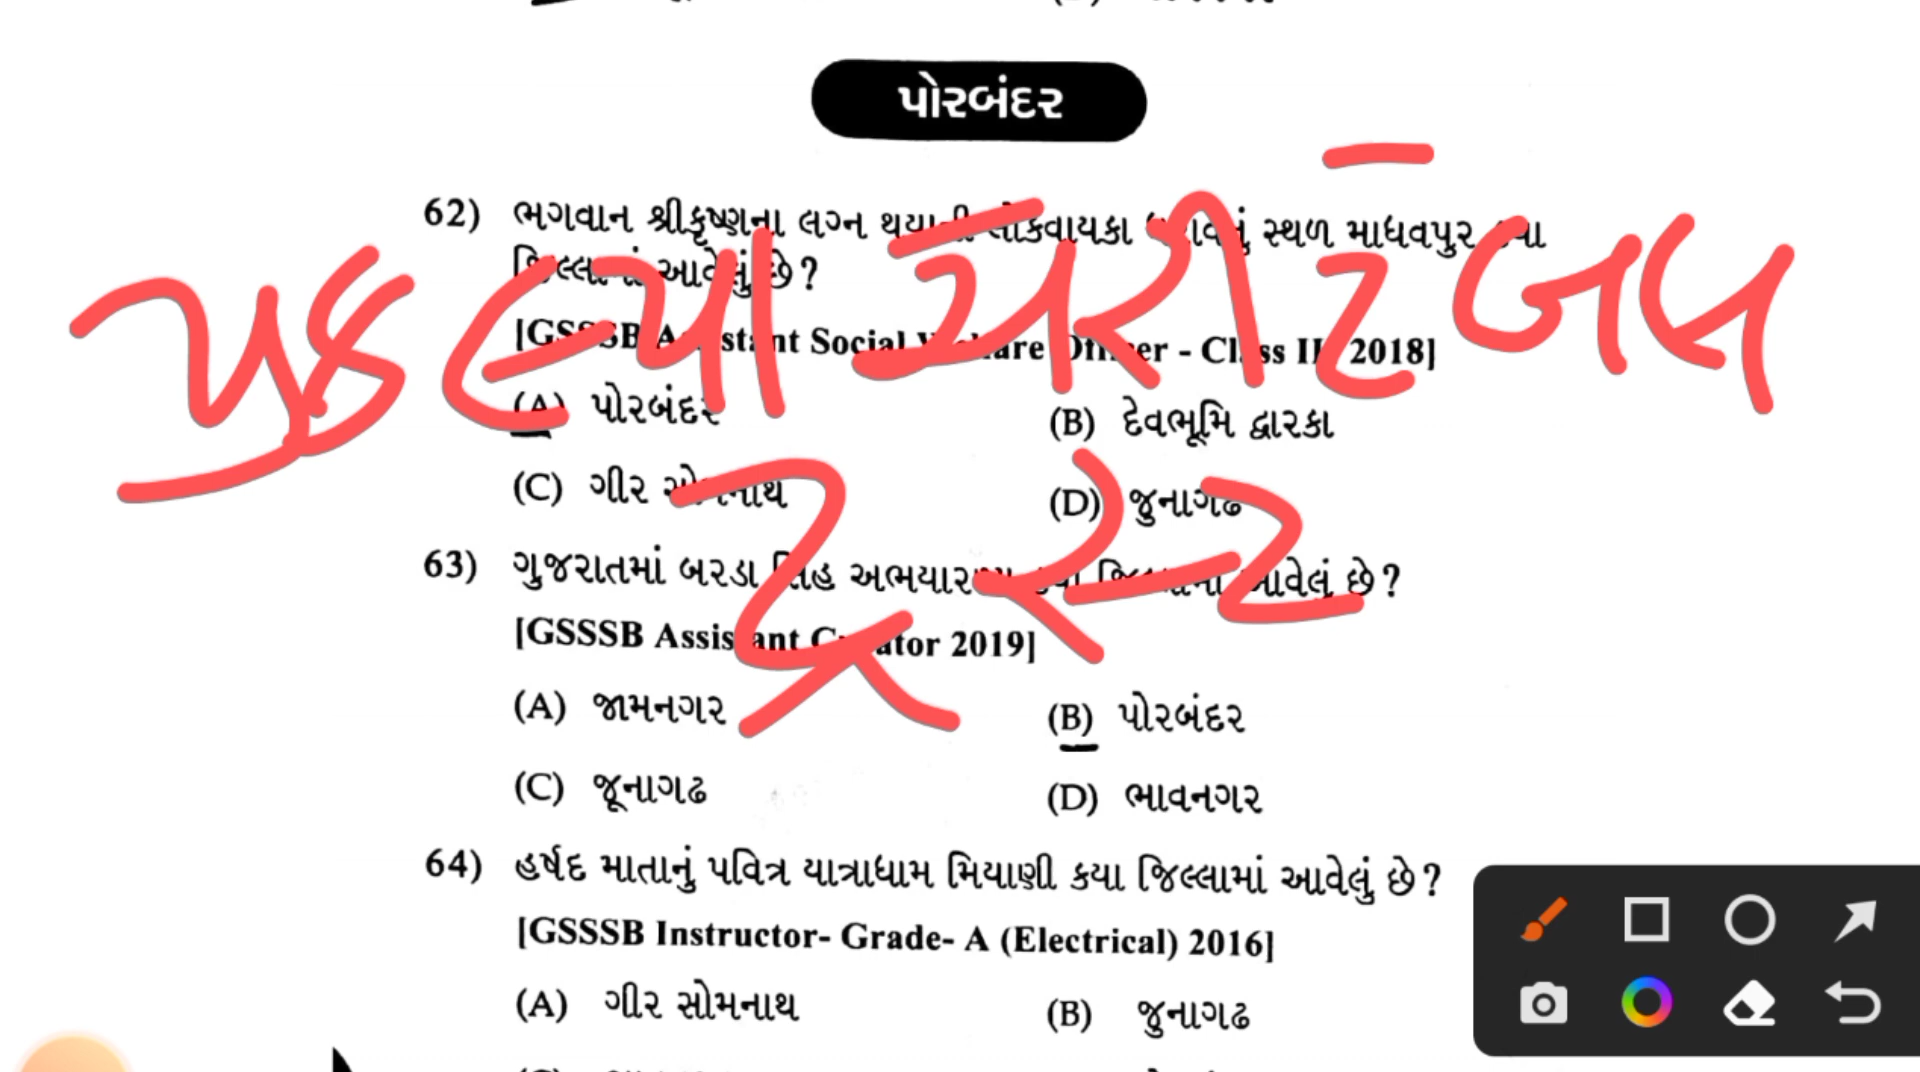 પોરબંદર
62) ભગવાન શ્રીકૃષ્ણના લગ્ન થયાની લોકવાયકા ધરાવતું સ્થળ માધવપુર કયા
જિલ્લામાં આવેલું છે?
[GSSSB Assistant Social Welfare Officer - Class II, 2018]
(A) પોરબંદર (B) દેવભૂમિ દ્વારકા
(C) ગીર સોમનાથ (D) જુનાગઢ
63) ગુજરાતમાં બરડા સિંહ અભયારણ્ય કયા જિલ્લામાં આવેલું છે?
[GSSSB Assistant Curator 2019]
(A) જામનગર (B) પોરબંદર
(C) જૂનાગઢ (D) ભાવનગર
64) હર્ષદ માતાનું પવિત્ર યાત્રાધામ મિયાણી કયા જિલ્લામાં આવેલું છે?
[GSSSB Instructor- Grade- A (Electrical) 2016]
(A) ગીર સોમનાથ (B) જુનાગઢ